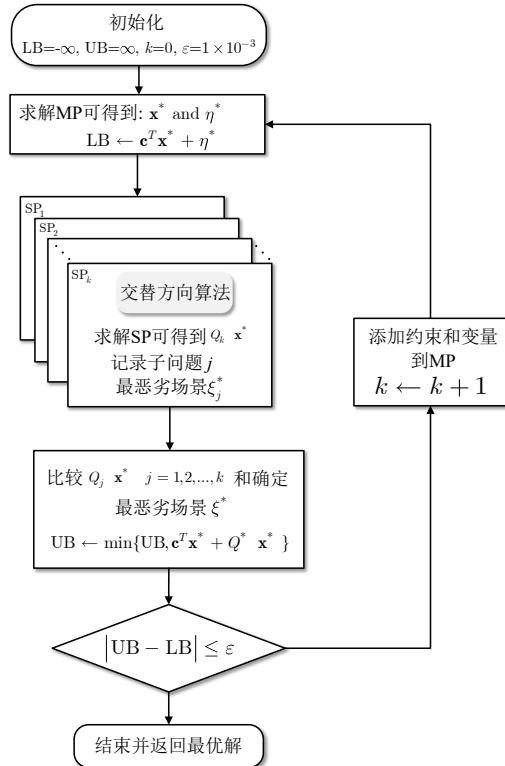 初始化
LB=-∞, UB=∞, k=0, ε=1×10⁻³
求解MP可得到: x* and η*
LB ← cᵀx* + η*
SP₁
SP₂
SPₖ
交替方向算法
求解SP可得到 Qₖ x*
记录子问题 j
最恶劣场景ξⱼ*
添加约束和变量
到MP
k ← k + 1
比较 Qⱼ x* j = 1,2,...,k 和确定
最恶劣场景 ξ*
UB ← min{UB, cᵀx* + Q* x* }
|UB − LB| ≤ ε
结束并返回最优解